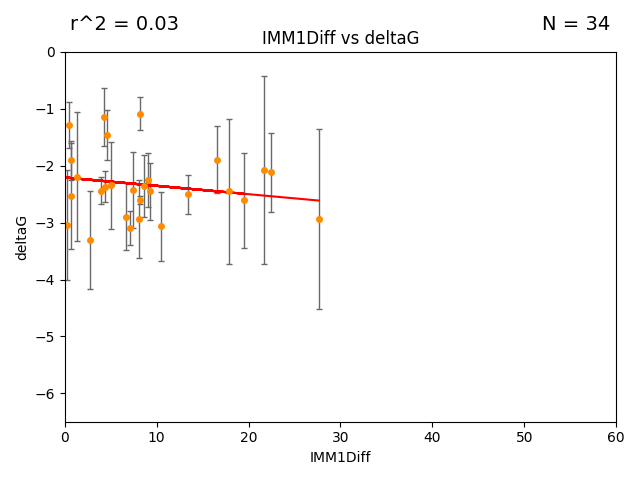 r^2 = 0.03
N = 34
IMM1Diff vs deltaG
0
−1
−2
−3
−4
−5
−6
deltaG
0 10 20 30 40 50 60
IMM1Diff